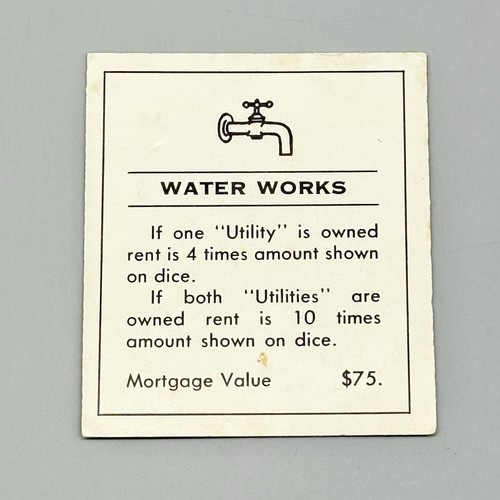 WATER WORKS
If one "Utility" is owned
rent is 4 times amount shown
on dice.
If both "Utilities" are
owned rent is 10 times
amount shown on dice.
Mortgage Value $75.